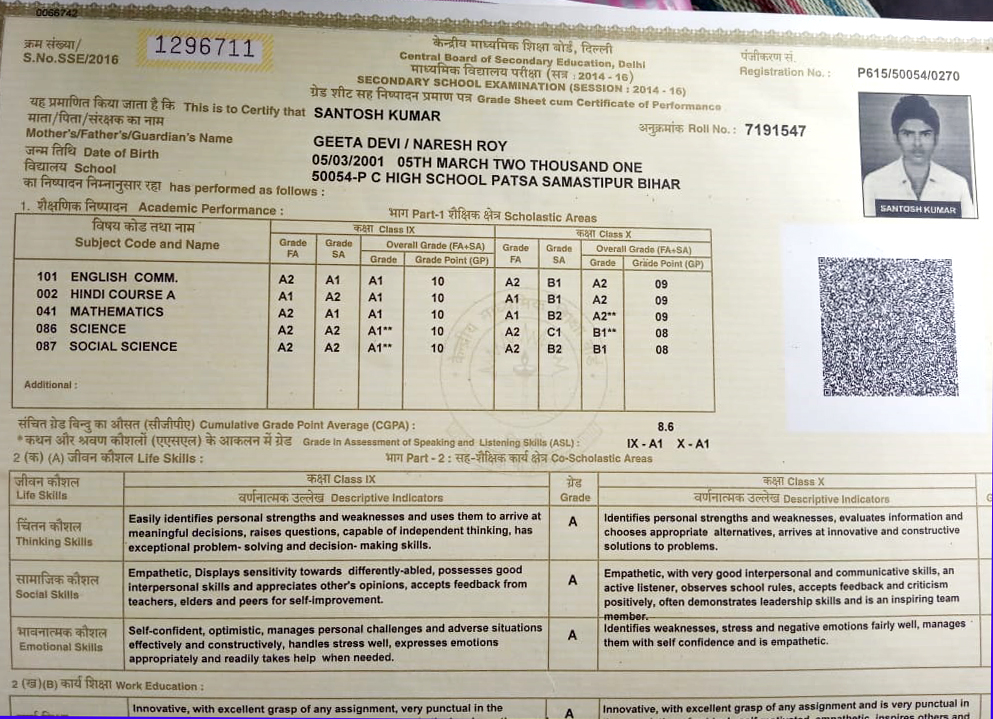 0066742
क्रम संख्या/
S.No.SSE/2016
1296711
केन्द्रीय माध्यमिक शिक्षा बोर्ड, दिल्ली
Central Board of Secondary Education, Delhi
माध्यमिक विद्यालय परीक्षा (सत्र : 2014 - 16)
SECONDARY SCHOOL EXAMINATION (SESSION : 2014 - 16)
ग्रेड शीट सह निष्पादन प्रमाण पत्र Grade Sheet cum Certificate of Performance
पंजीकरण सं.
Registration No. : P615/50054/0270
यह प्रमाणित किया जाता है कि This is to Certify that SANTOSH KUMAR
अनुक्रमांक Roll No. : 7191547
माता/पिता/संरक्षक का नाम
Mother's/Father's/Guardian's Name GEETA DEVI / NARESH ROY
जन्म तिथि Date of Birth 05/03/2001 05TH MARCH TWO THOUSAND ONE
विद्यालय School 50054-P C HIGH SCHOOL PATSA SAMASTIPUR BIHAR
का निष्पादन निम्नानुसार रहा has performed as follows :
SANTOSH KUMAR
1. शैक्षणिक निष्पादन Academic Performance : भाग Part-1 शैक्षिक क्षेत्र Scholastic Areas
विषय कोड तथा नाम
Subject Code and Name
कक्षा Class IX
कक्षा Class X
Grade FA Grade SA Overall Grade (FA+SA) Grade FA Grade SA Overall Grade (FA+SA)
Grade Grade Point (GP) Grade Grade Point (GP)
101 ENGLISH COMM. A2 A1 A1 10 A2 B1 A2 09
002 HINDI COURSE A A1 A2 A1 10 A1 B1 A2 09
041 MATHEMATICS A2 A1 A1 10 A1 B2 A2** 09
086 SCIENCE A2 A2 A1** 10 A2 C1 B1** 08
087 SOCIAL SCIENCE A2 A2 A1** 10 A2 B2 B1 08
Additional :
संचित ग्रेड बिन्दु का औसत (सीजीपीए) Cumulative Grade Point Average (CGPA) : 8.6
*कथन और श्रवण कौशलों (एएसएल) के आकलन में ग्रेड Grade in Assessment of Speaking and Listening Skills (ASL) : IX - A1 X - A1
2 (क) (A) जीवन कौशल Life Skills : भाग Part - 2 : सह-शैक्षिक कार्य क्षेत्र Co-Scholastic Areas
जीवन कौशल
Life Skills
कक्षा Class IX
वर्णनात्मक उल्लेख Descriptive Indicators
ग्रेड
Grade
कक्षा Class X
वर्णनात्मक उल्लेख Descriptive Indicators
चिंतन कौशल
Thinking Skills
Easily identifies personal strengths and weaknesses and uses them to arrive at
meaningful decisions, raises questions, capable of independent thinking, has
exceptional problem- solving and decision- making skills.
A
Identifies personal strengths and weaknesses, evaluates information and
chooses appropriate alternatives, arrives at innovative and constructive
solutions to problems.
सामाजिक कौशल
Social Skills
Empathetic, Displays sensitivity towards differently-abled, possesses good
interpersonal skills and appreciates other's opinions, accepts feedback from
teachers, elders and peers for self-improvement.
A
Empathetic, with very good interpersonal and communicative skills, an
active listener, observes school rules, accepts feedback and criticism
positively, often demonstrates leadership skills and is an inspiring team
member.
भावनात्मक कौशल
Emotional Skills
Self-confident, optimistic, manages personal challenges and adverse situations
effectively and constructively, handles stress well, expresses emotions
appropriately and readily takes help when needed.
A
Identifies weaknesses, stress and negative emotions fairly well, manages
them with self confidence and is empathetic.
2 (ख)(B) कार्य शिक्षा Work Education :
Innovative, with excellent grasp of any assignment, very punctual in the
A
Innovative, with excellent grasp of any assignment and is very punctual in